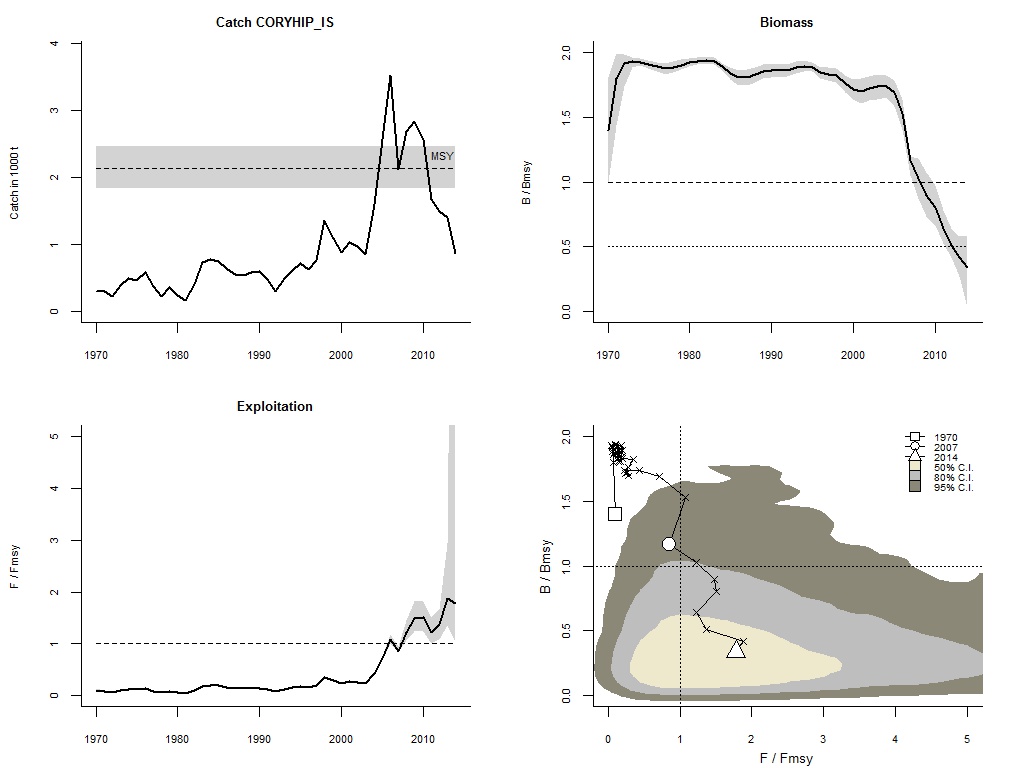 Catch CORYHIP_IS
Catch in 1000 t
4
3
2
1
0
MSY
1970 1980 1990 2000 2010
Biomass
B / Bmsy
2.0
1.5
1.0
0.5
0.0
1970 1980 1990 2000 2010
Exploitation
F / Fmsy
5
4
3
2
1
0
1970 1980 1990 2000 2010
B / Bmsy
2.0
1.5
1.0
0.5
0.0
1970
2007
2014
50% C.I.
80% C.I.
95% C.I.
0 1 2 3 4 5
F / Fmsy